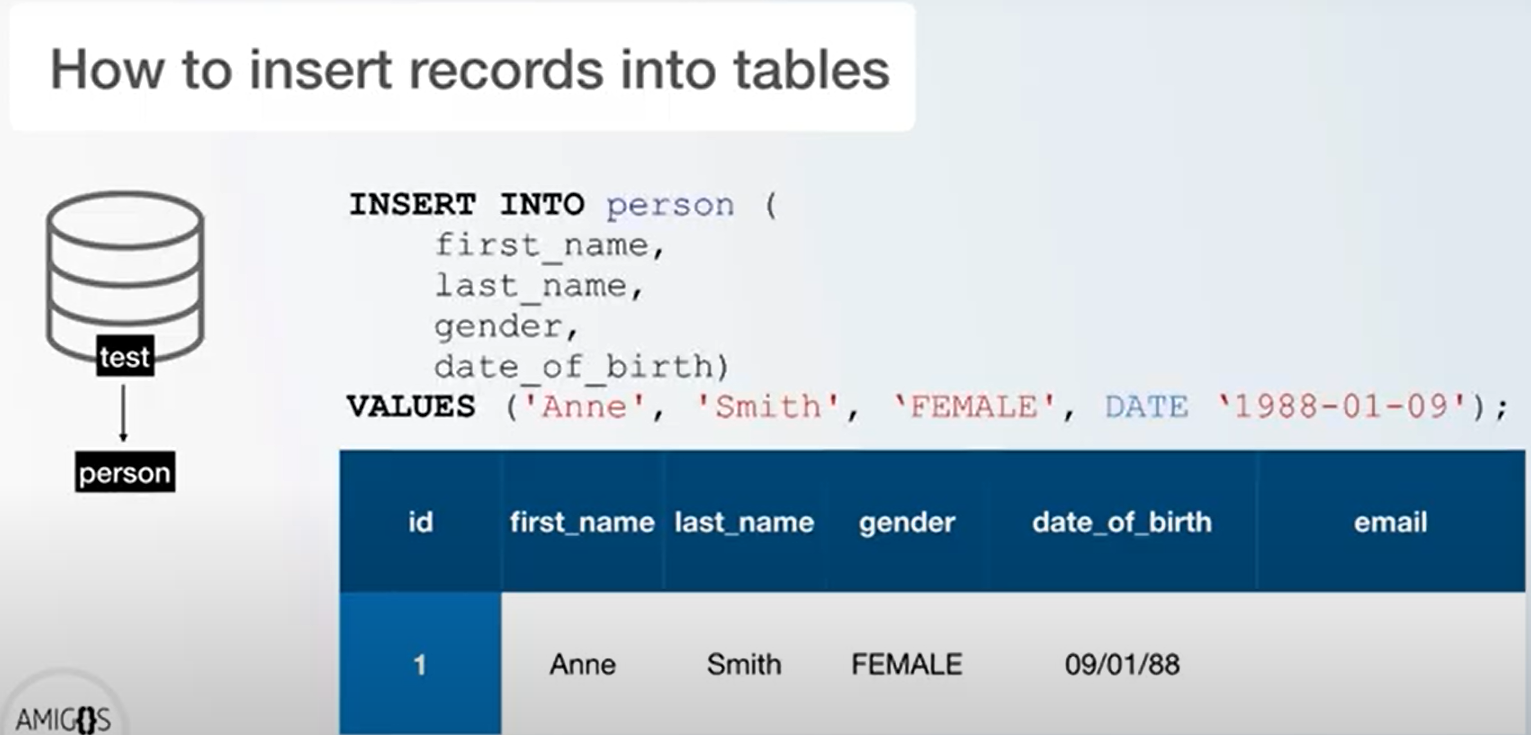 How to insert records into tables
INSERT INTO person (
first_name,
last_name,
gender,
date_of_birth)
VALUES ('Anne', 'Smith', `FEMALE', DATE `1988-01-09');
test
person
id first_name last_name gender date_of_birth email
1 Anne Smith FEMALE 09/01/88
AMIG{}S